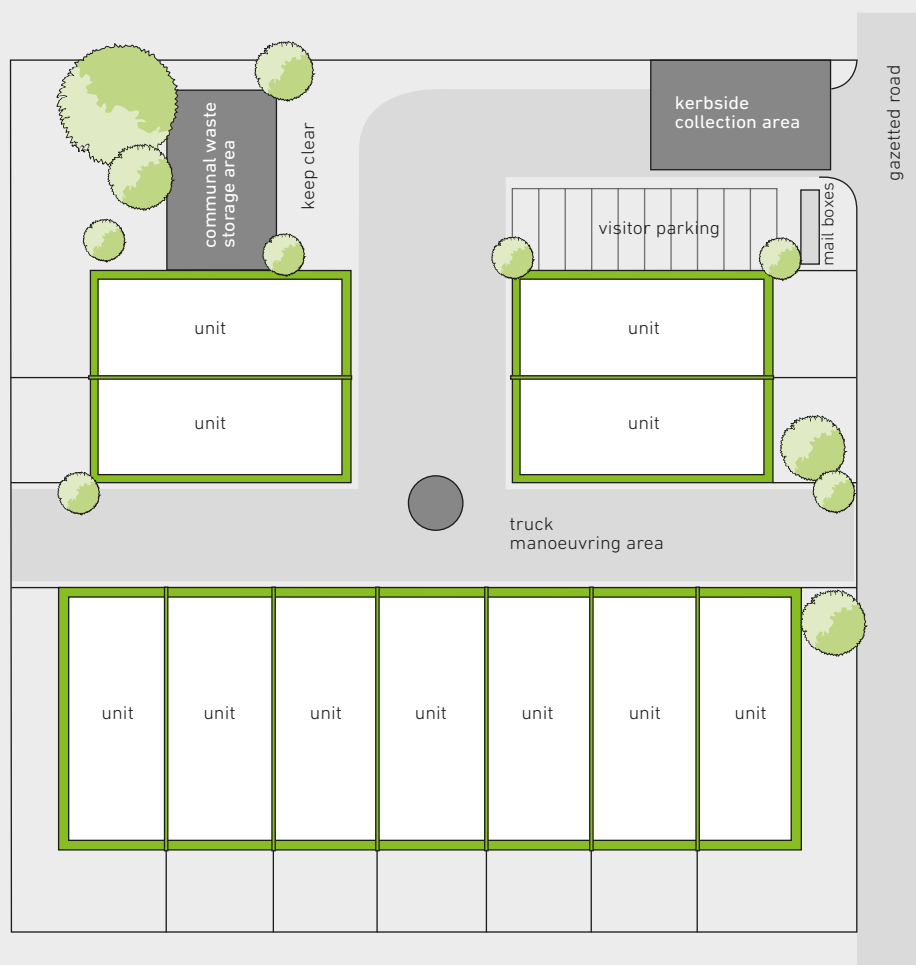 gazetted road
kerbside
collection area
communal waste
storage area
keep clear
visitor parking
mail boxes
unit
unit
unit
unit
truck
manoeuvring area
unit
unit
unit
unit
unit
unit
unit